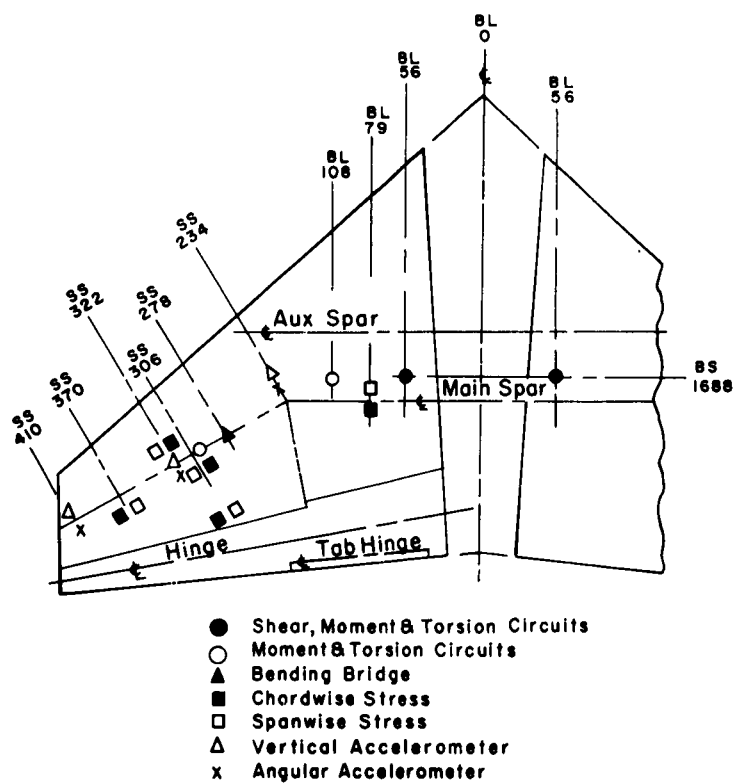 BL
0
BL
56
BL
56
BL
79
BL
108
SS
234
SS
322
SS
278
SS
306
SS
370
SS
410
Aux Spar
Main Spar
BS
1688
Hinge
Tab Hinge
Shear, Moment & Torsion Circuits
Moment & Torsion Circuits
Bending Bridge
Chordwise Stress
Spanwise Stress
Vertical Accelerometer
x Angular Accelerometer